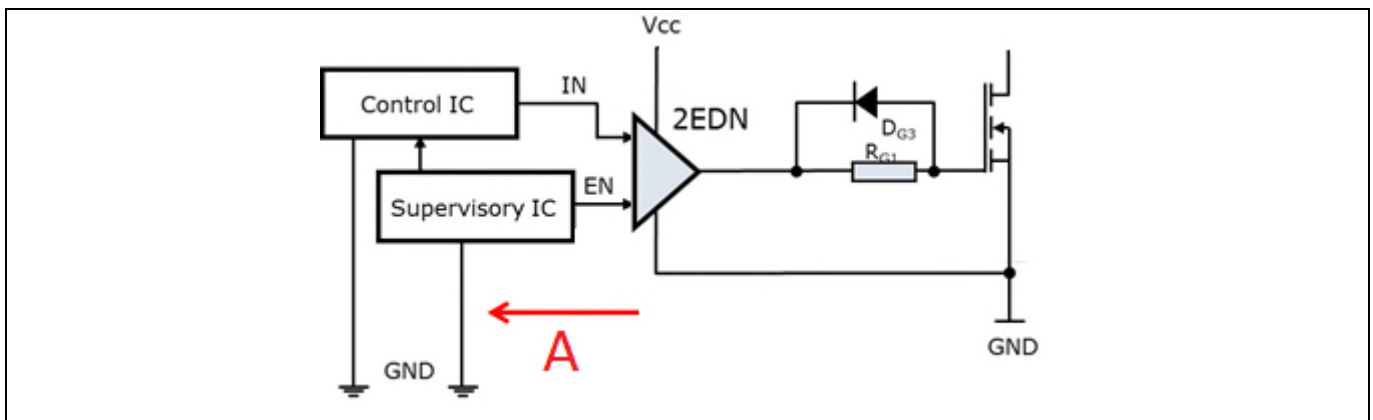 Vcc
Control IC
IN
2EDN
DG3
RG1
Supervisory IC
EN
A
GND
GND